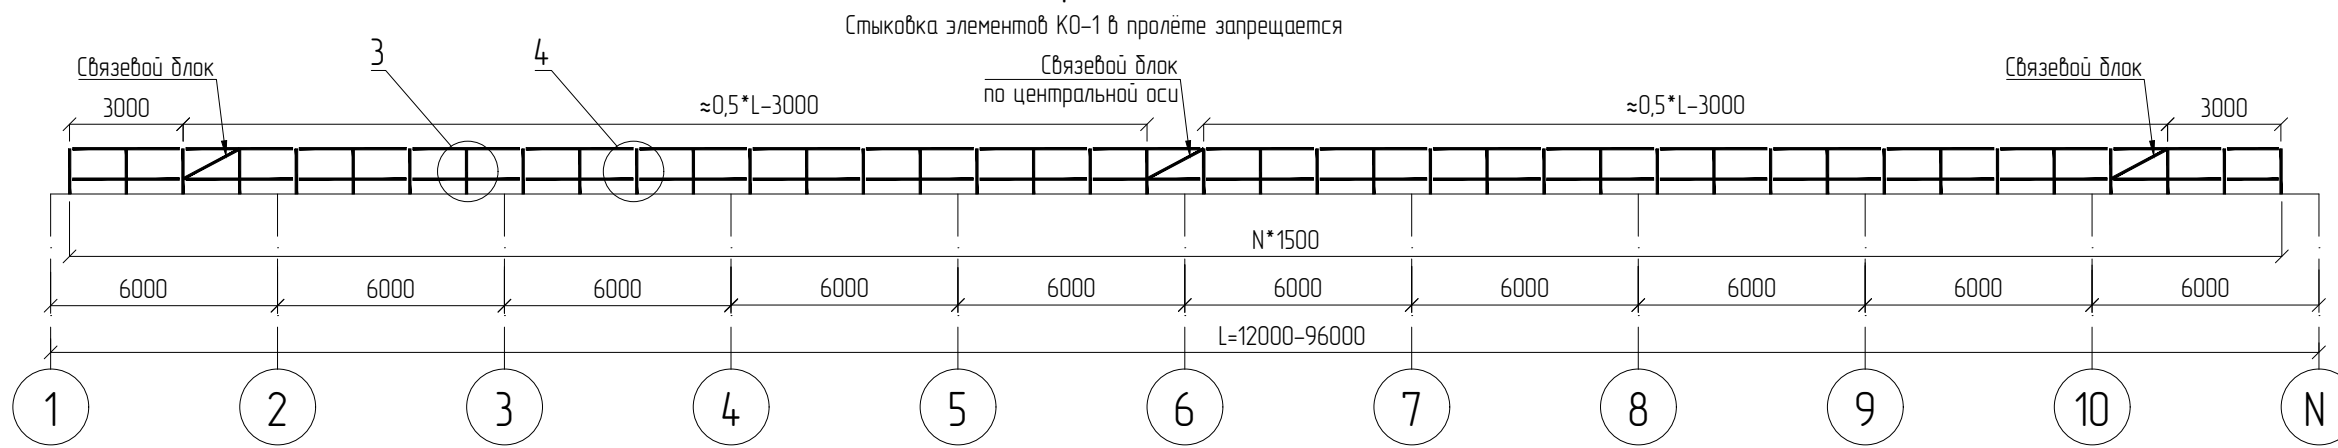 Стыковка элементов КО-1 в пролёте запрещается
3
4
Связевой блок
Связевой блок
по центральной оси
Связевой блок
3000
≈0,5*L-3000
≈0,5*L-3000
3000
N*1500
6000
6000
6000
6000
6000
6000
6000
6000
6000
6000
L=12000-96000
1
2
3
4
5
6
7
8
9
10
N